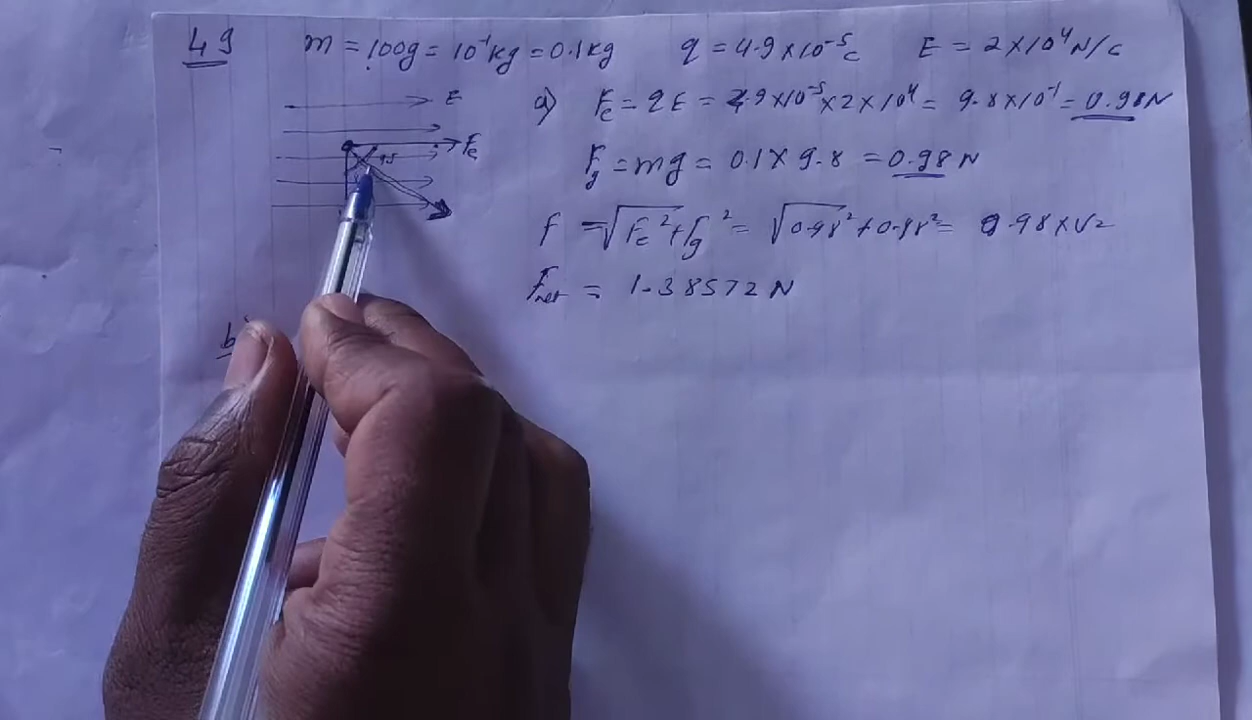 49 m = 100g = 10⁻¹kg = 0.1kg q = 4.9×10⁻⁵c E = 2×10⁴N/c
E
a) Fe = qE = 4.9×10⁻⁵×2×10⁴ = 9.8×10⁻¹ = 0.98N
Fe
45
Fg = mg = 0.1×9.8 = 0.98 N
F = √Fe²+Fg² = √0.98²+0.98² = 0.98×√2
Fnet = 1.38572 N
b